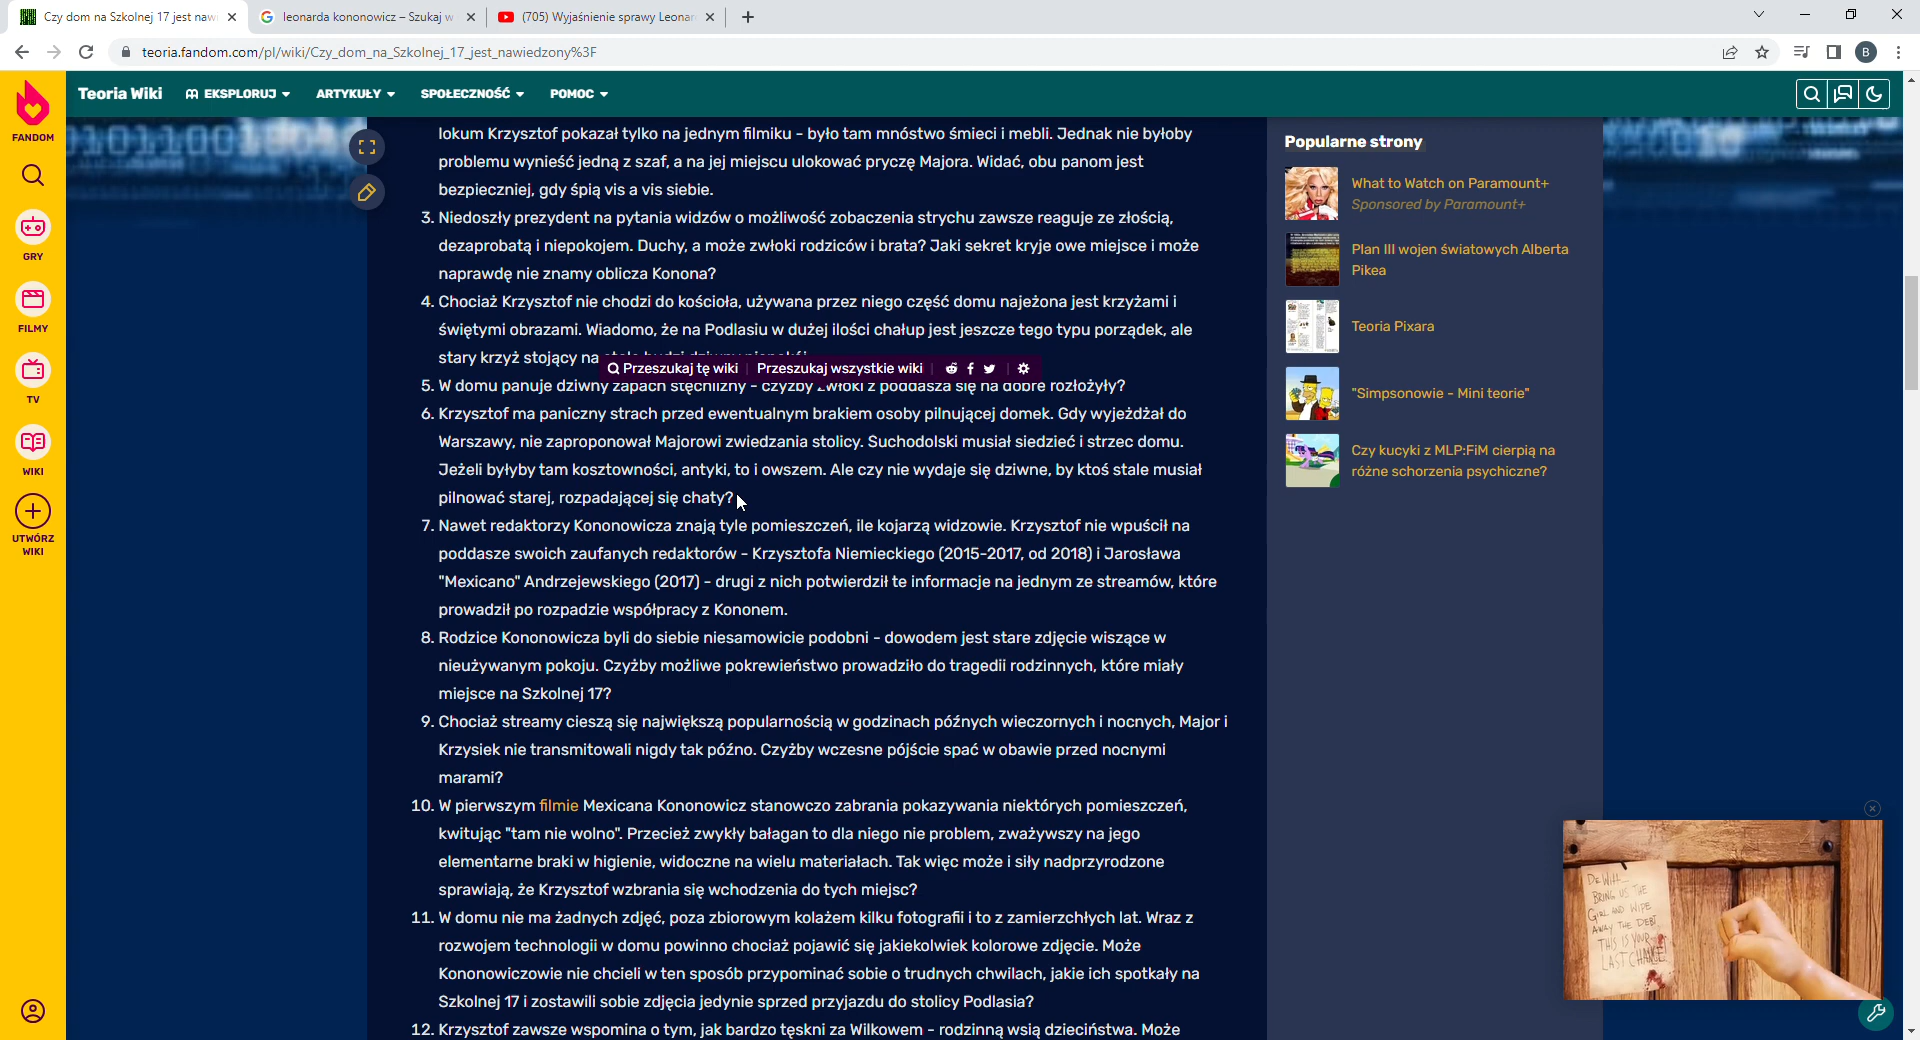 Czy dom na Szkolnej 17 jest naw
leonarda kononowicz – Szukaj w
(705) Wyjaśnienie sprawy Leonar
teoria.fandom.com/pl/wiki/Czy_dom_na_Szkolnej_17_jest_nawiedzony%3F
B
FANDOM
GRY
FILMY
TV
WIKI
UTWÓRZ
WIKI
Teoria Wiki
EKSPLORUJ
ARTYKUŁY
SPOŁECZNOŚĆ
POMOC
lokum Krzysztof pokazał tylko na jednym filmiku - było tam mnóstwo śmieci i mebli. Jednak nie byłoby
problemu wynieść jedną z szaf, a na jej miejscu ulokować pryczę Majora. Widać, obu panom jest
bezpieczniej, gdy śpią vis a vis siebie.
3. Niedoszły prezydent na pytania widzów o możliwość zobaczenia strychu zawsze reaguje ze złością,
dezaprobatą i niepokojem. Duchy, a może zwłoki rodziców i brata? Jaki sekret kryje owe miejsce i może
naprawdę nie znamy oblicza Konona?
4. Chociaż Krzysztof nie chodzi do kościoła, używana przez niego część domu najeżona jest krzyżami i
świętymi obrazami. Wiadomo, że na Podlasiu w dużej ilości chałup jest jeszcze tego typu porządek, ale
stary krzyż stojący na
Przeszukaj tę wiki
Przeszukaj wszystkie wiki
5. W domu panuje dziwny zapach stęchlizny - czyżby zwłoki z poddasza się na dobre rozłożyły?
6. Krzysztof ma paniczny strach przed ewentualnym brakiem osoby pilnującej domek. Gdy wyjeżdżał do
Warszawy, nie zaproponował Majorowi zwiedzania stolicy. Suchodolski musiał siedzieć i strzec domu.
Jeżeli byłyby tam kosztowności, antyki, to i owszem. Ale czy nie wydaje się dziwne, by ktoś stale musiał
pilnować starej, rozpadającej się chaty?
7. Nawet redaktorzy Kononowicza znają tyle pomieszczeń, ile kojarzą widzowie. Krzysztof nie wpuścił na
poddasze swoich zaufanych redaktorów - Krzysztofa Niemieckiego (2015-2017, od 2018) i Jarosława
"Mexicano" Andrzejewskiego (2017) - drugi z nich potwierdził te informacje na jednym ze streamów, które
prowadził po rozpadzie współpracy z Kononem.
8. Rodzice Kononowicza byli do siebie niesamowicie podobni - dowodem jest stare zdjęcie wiszące w
nieużywanym pokoju. Czyżby możliwe pokrewieństwo prowadziło do tragedii rodzinnych, które miały
miejsce na Szkolnej 17?
9. Chociaż streamy cieszą się największą popularnością w godzinach późnych wieczornych i nocnych, Major i
Krzysiek nie transmitowali nigdy tak późno. Czyżby wczesne pójście spać w obawie przed nocnymi
marami?
10. W pierwszym filmie Mexicana Kononowicz stanowczo zabrania pokazywania niektórych pomieszczeń,
kwitując "tam nie wolno". Przecież zwykły bałagan to dla niego nie problem, zważywszy na jego
elementarne braki w higienie, widoczne na wielu materiałach. Tak więc może i siły nadprzyrodzone
sprawiają, że Krzysztof wzbrania się wchodzenia do tych miejsc?
11. W domu nie ma żadnych zdjęć, poza zbiorowym kolażem kilku fotografii i to z zamierzchłych lat. Wraz z
rozwojem technologii w domu powinno chociaż pojawić się jakiekolwiek kolorowe zdjęcie. Może
Kononowiczowie nie chcieli w ten sposób przypominać sobie o trudnych chwilach, jakie ich spotkały na
Szkolnej 17 i zostawili sobie zdjęcia jedynie sprzed przyjazdu do stolicy Podlasia?
12. Krzysztof zawsze wspomina o tym, jak bardzo tęskni za Wilkowem - rodzinną wsią dzieciństwa. Może
Popularne strony
What to Watch on Paramount+
Sponsored by Paramount+
Plan III wojen światowych Alberta
Pikea
Teoria Pixara
"Simpsonowie - Mini teorie"
Czy kucyki z MLP:FiM cierpią na
różne schorzenia psychiczne?
DEWITT
BRING US THE
GIRL AND WIPE
AWAY THE DEBT
THIS IS YOUR
LAST CHANCE!